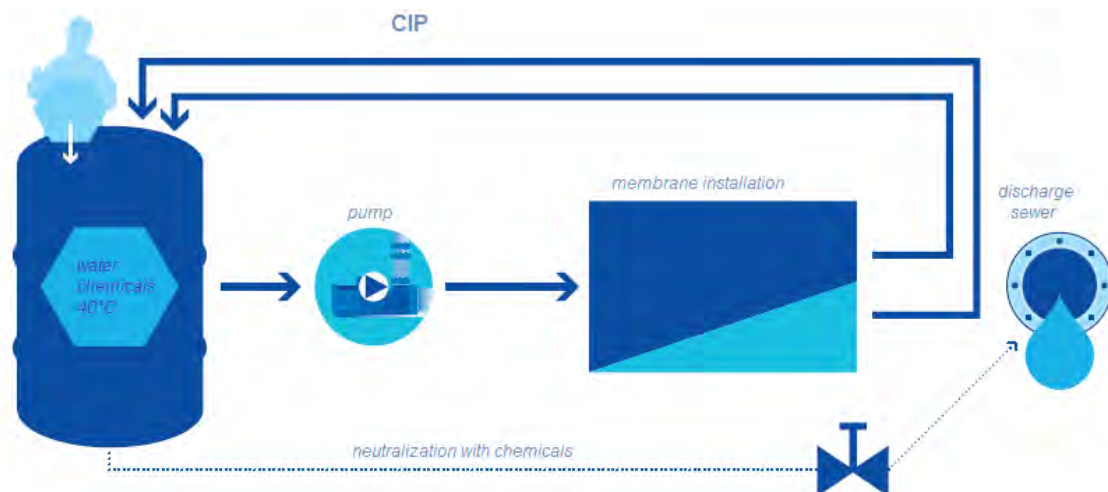 CIP
membrane installation
discharge
sewer
pump
water
chemicals
40°C
neutralization with chemicals